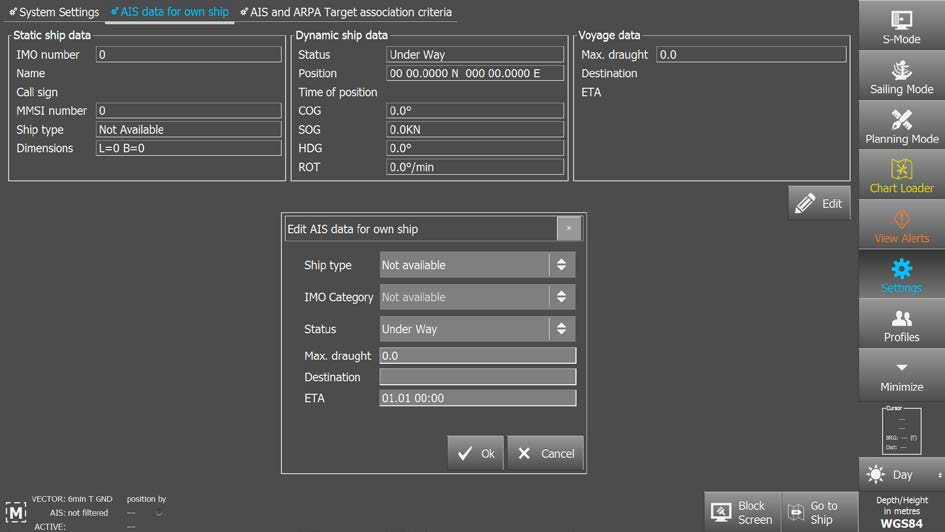 System Settings AIS data for own ship AIS and ARPA Target association criteria
Static ship data
IMO number 0
Name
Call sign
MMSI number 0
Ship type Not Available
Dimensions L=0 B=0
Dynamic ship data
Status Under Way
Position 00 00.0000 N 000 00.0000 E
Time of position
COG 0.0°
SOG 0.0KN
HDG 0.0°
ROT 0.0°/min
Voyage data
Max. draught 0.0
Destination
ETA
Edit
Edit AIS data for own ship ×
Ship type Not available
IMO Category Not available
Status Under Way
Max. draught 0.0
Destination
ETA 01.01 00:00
Ok Cancel
S-Mode
Sailing Mode
Planning Mode
Chart Loader
View Alerts
Settings
Profiles
Minimize
Cursor
---
---
BRG: --- (T)
Dist: ---
Day
Depth/Height
in metres
WGS84
M
VECTOR: 6min T GND position by
AIS: not filtered ---
ACTIVE: ---
Block
Screen
Go to
Ship